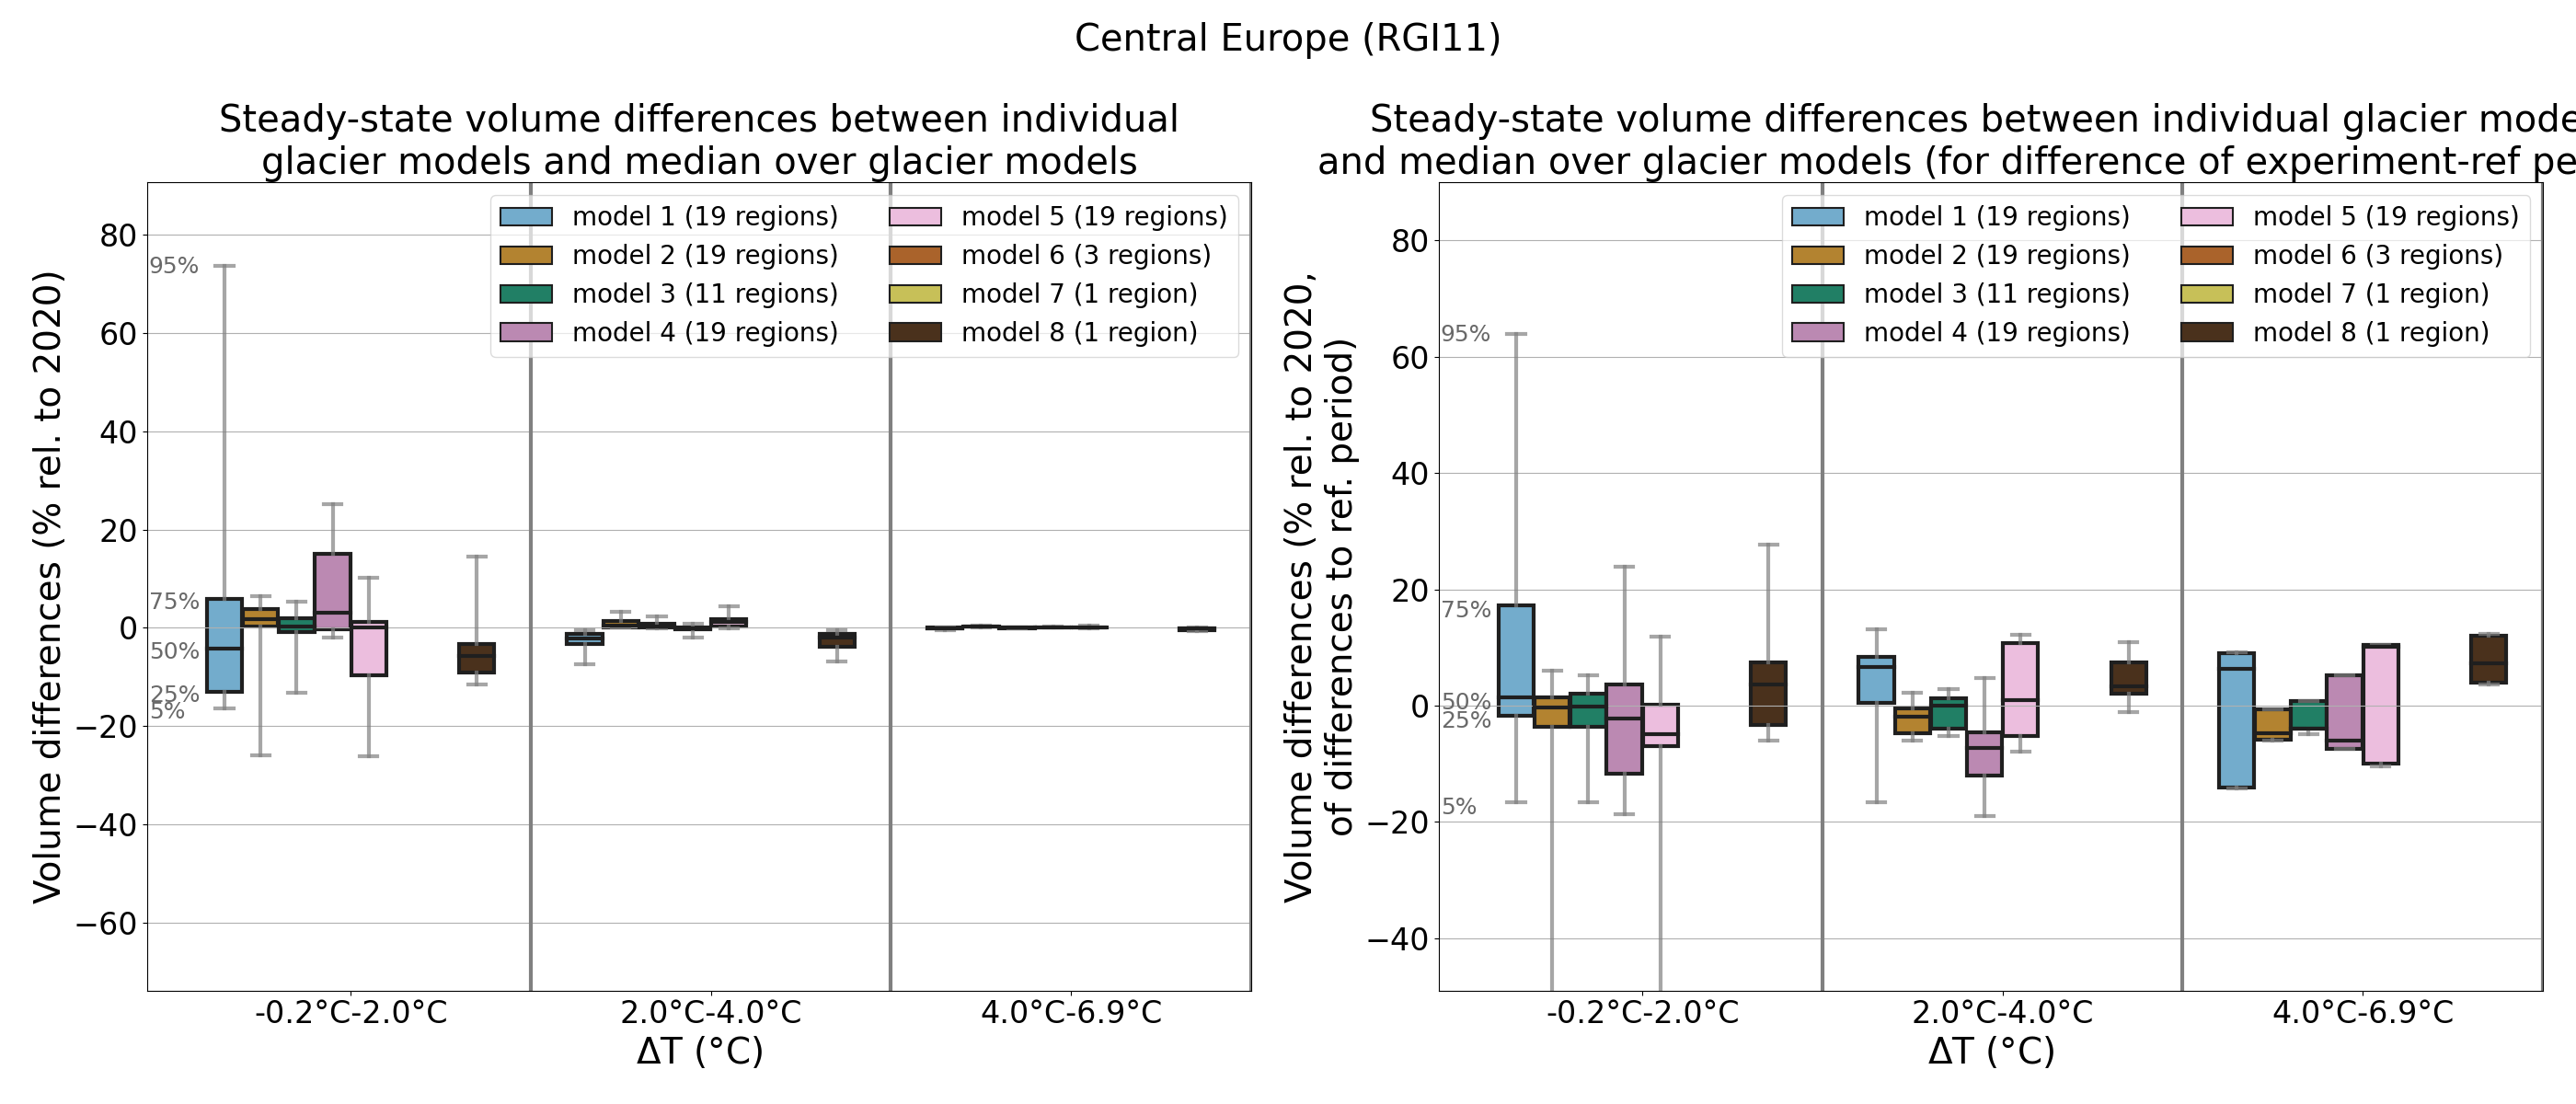 Central Europe (RGI11)
Steady-state volume differences between individual
glacier models and median over glacier models
Volume differences (% rel. to 2020)
80
60
40
20
0
−20
−40
−60
95%
75%
50%
25%
5%
model 1 (19 regions)
model 2 (19 regions)
model 3 (11 regions)
model 4 (19 regions)
model 5 (19 regions)
model 6 (3 regions)
model 7 (1 region)
model 8 (1 region)
-0.2°C-2.0°C
2.0°C-4.0°C
4.0°C-6.9°C
ΔT (°C)
Steady-state volume differences between individual glacier mode
and median over glacier models (for difference of experiment-ref pe
Volume differences (% rel. to 2020,
of differences to ref. period)
80
60
40
20
0
−20
−40
95%
75%
50%
25%
5%
model 1 (19 regions)
model 2 (19 regions)
model 3 (11 regions)
model 4 (19 regions)
model 5 (19 regions)
model 6 (3 regions)
model 7 (1 region)
model 8 (1 region)
-0.2°C-2.0°C
2.0°C-4.0°C
4.0°C-6.9°C
ΔT (°C)